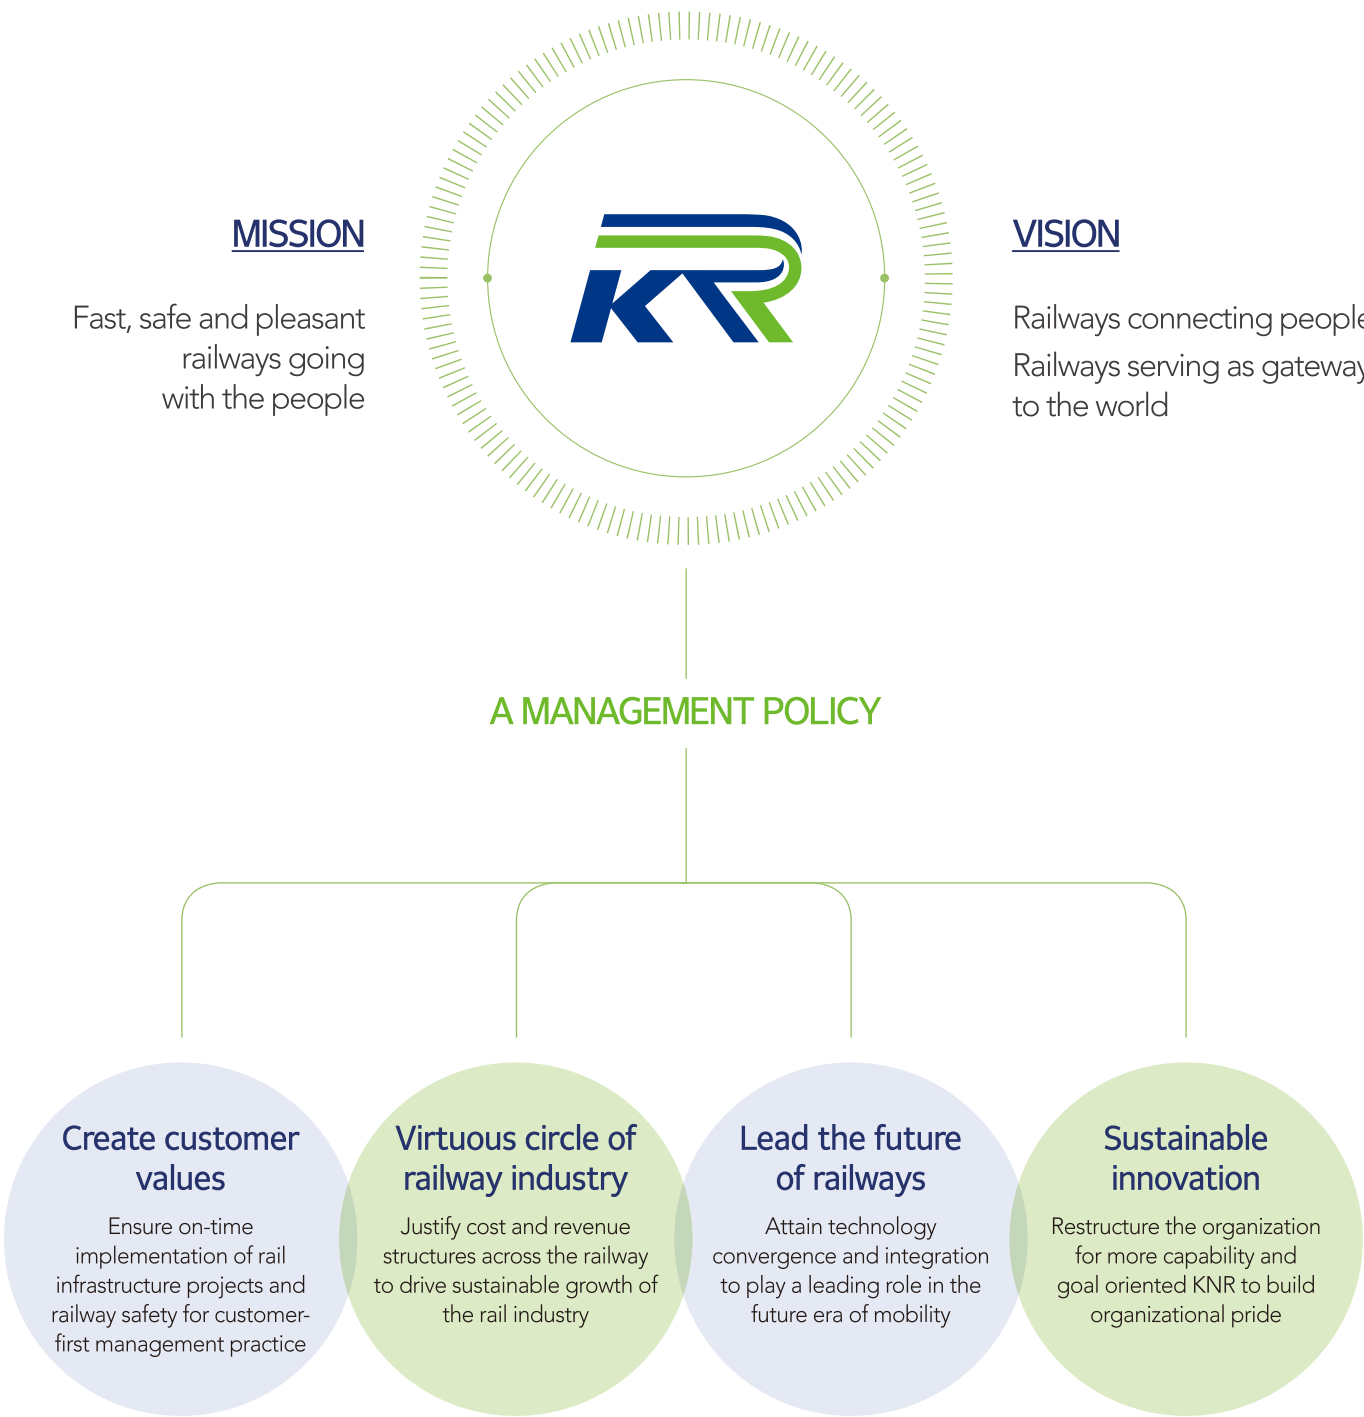 MISSION
Fast, safe and pleasant
railways going
with the people
KR
VISION
Railways connecting people
Railways serving as gateway
to the world
A MANAGEMENT POLICY
Create customer
values
Ensure on-time
implementation of rail
infrastructure projects and
railway safety for customer-
first management practice
Virtuous circle of
railway industry
Justify cost and revenue
structures across the railway
to drive sustainable growth of
the rail industry
Lead the future
of railways
Attain technology
convergence and integration
to play a leading role in the
future era of mobility
Sustainable
innovation
Restructure the organization
for more capability and
goal oriented KNR to build
organizational pride